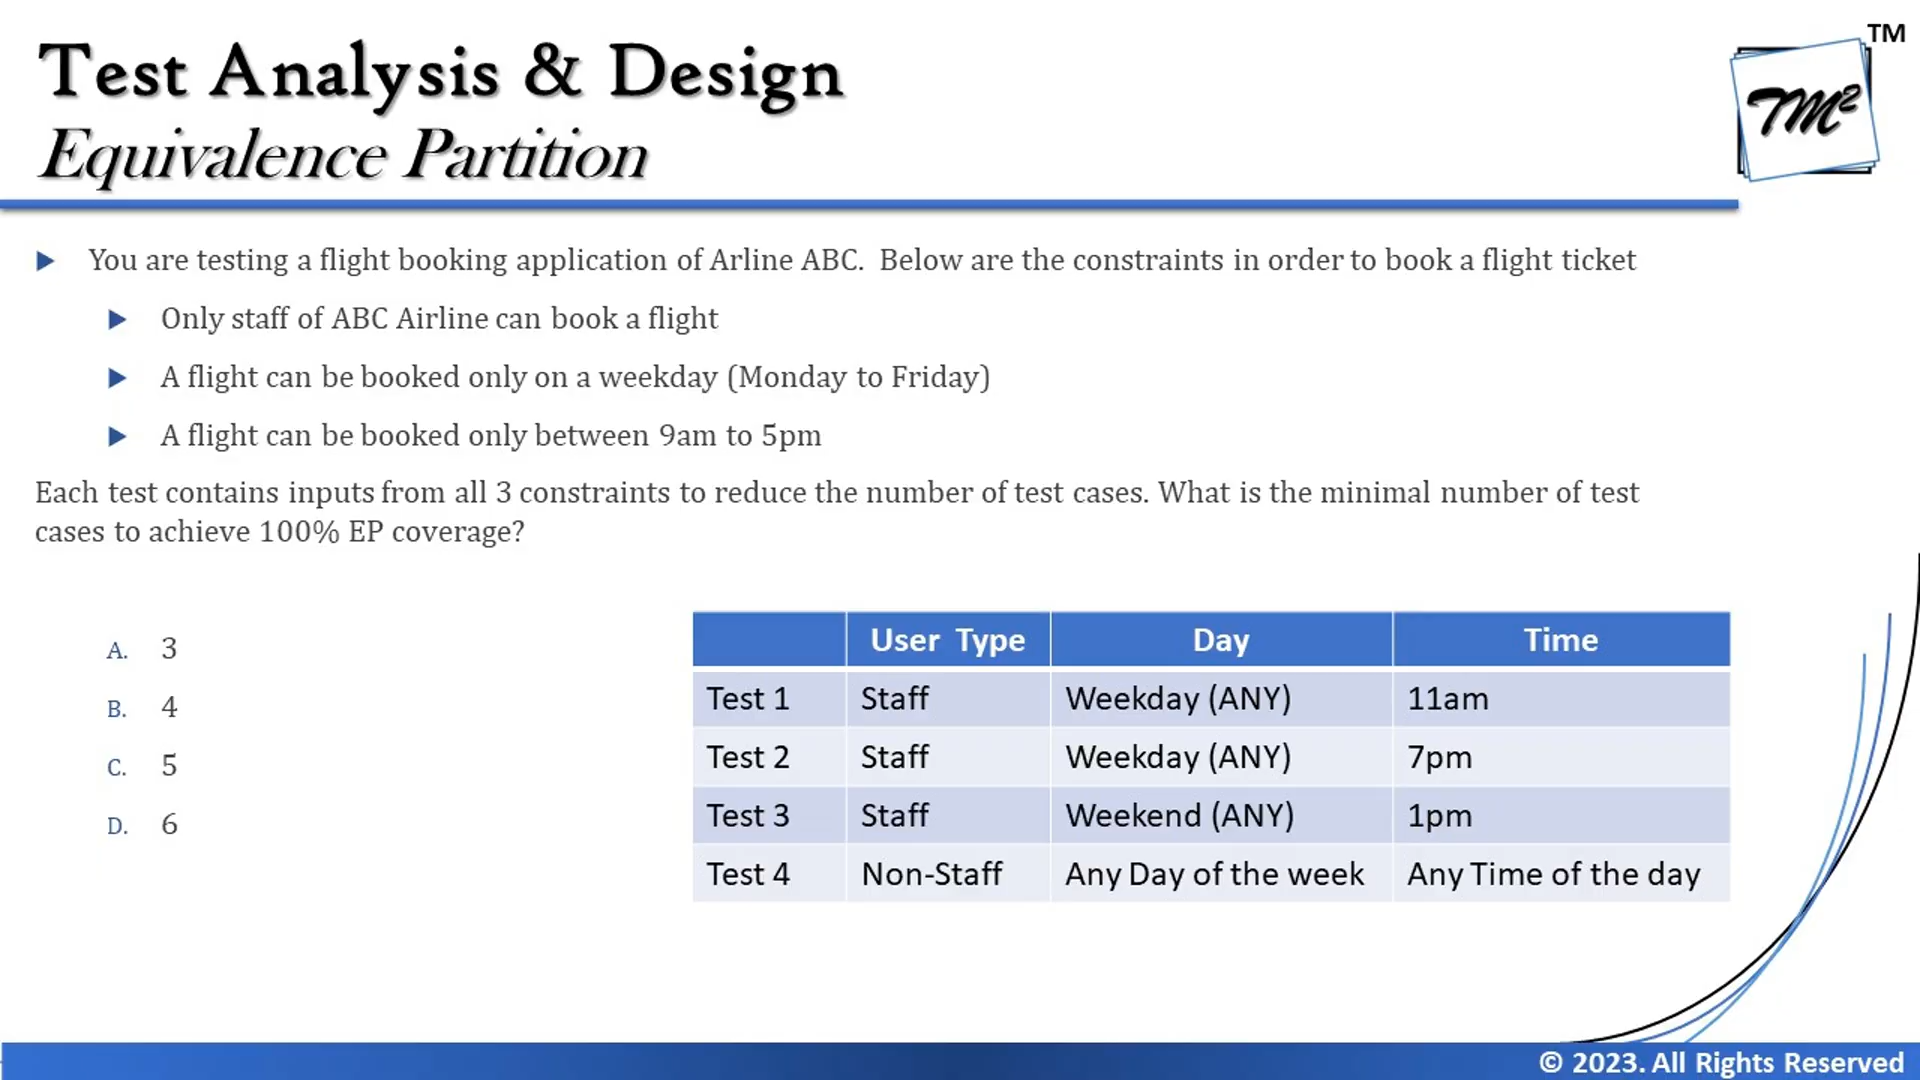 Test Analysis & Design
TM
TM²
Equivalence Partition
You are testing a flight booking application of Arline ABC.  Below are the constraints in order to book a flight ticket
Only staff of ABC Airline can book a flight
A flight can be booked only on a weekday (Monday to Friday)
A flight can be booked only between 9am to 5pm
Each test contains inputs from all 3 constraints to reduce the number of test cases. What is the minimal number of test
cases to achieve 100% EP coverage?
A. 3
B. 4
C. 5
D. 6
User Type Day Time
Test 1 Staff Weekday (ANY) 11am
Test 2 Staff Weekday (ANY) 7pm
Test 3 Staff Weekend (ANY) 1pm
Test 4 Non-Staff Any Day of the week Any Time of the day
© 2023. All Rights Reserved